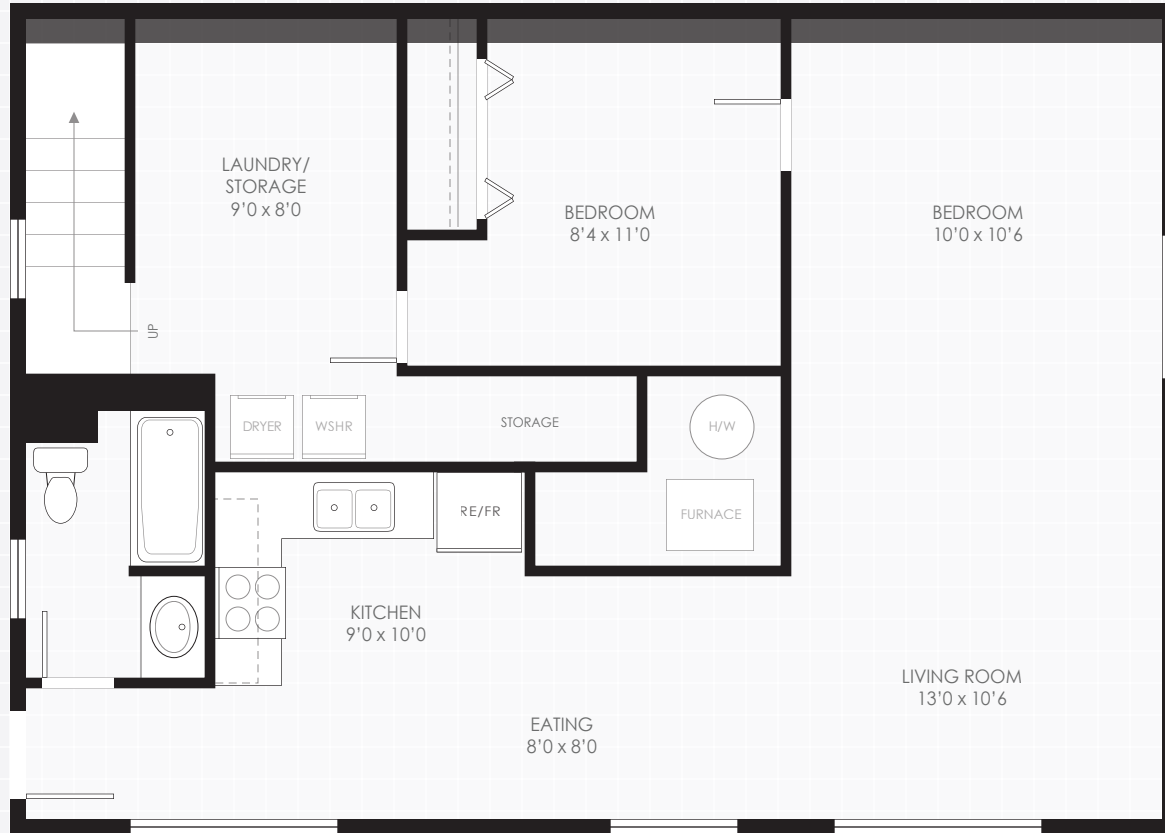 LAUNDRY/
STORAGE
9’0 x 8’0
BEDROOM
8’4 x 11’0
BEDROOM
10’0 x 10’6
UP
DRYER
WSHR
STORAGE
H/W
RE/FR
FURNACE
KITCHEN
9’0 x 10’0
LIVING ROOM
13’0 x 10’6
EATING
8’0 x 8’0